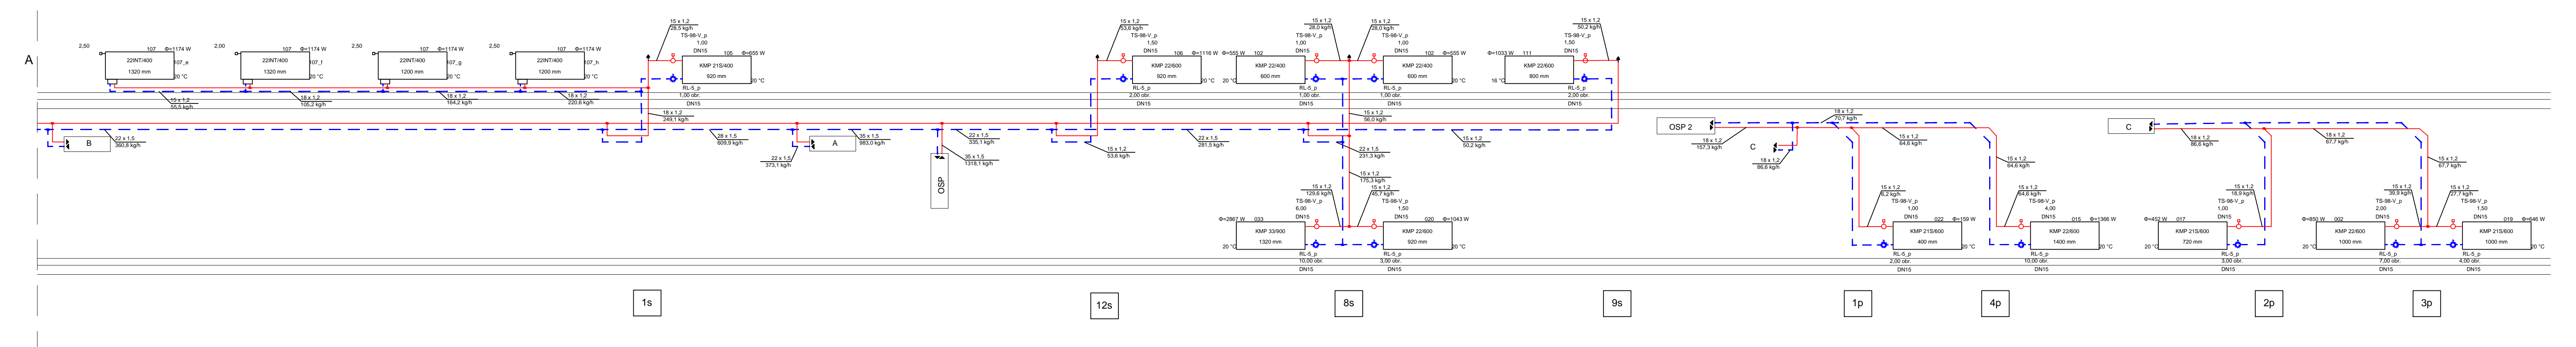 A
2,50
107 Φ=1174 W
22INT/400
107_e
1320 mm
20 °C
2,00
107 Φ=1174 W
22INT/400
107_f
1320 mm
20 °C
2,50
107 Φ=1174 W
22INT/400
107_g
1200 mm
20 °C
2,50
107 Φ=1174 W
22INT/400
107_h
1200 mm
20 °C
15 x 1,2
55,5 kg/h
18 x 1,2
105,2 kg/h
18 x 1,2
164,2 kg/h
18 x 1,2
220,6 kg/h
15 x 1,2
28,5 kg/h
TS-98-V_p
1,00
DN15
105 Φ=655 W
KMP 21S/400
920 mm
20 °C
RL-5_p
1,00 obr.
DN15
18 x 1,2
249,1 kg/h
B
22 x 1,5
360,8 kg/h
28 x 1,5
609,9 kg/h
22 x 1,5
373,1 kg/h
A
35 x 1,5
983,0 kg/h
OSP
22 x 1,5
335,1 kg/h
35 x 1,5
1318,1 kg/h
15 x 1,2
53,6 kg/h
TS-98-V_p
1,50
DN15
106 Φ=1116 W
KMP 22/600
920 mm
20 °C
RL-5_p
2,00 obr.
DN15
15 x 1,2
53,6 kg/h
22 x 1,5
281,5 kg/h
15 x 1,2
28,0 kg/h
TS-98-V_p
1,00
DN15
Φ=555 W 102
KMP 22/400
600 mm
20 °C
RL-5_p
1,00 obr.
DN15
15 x 1,2
28,0 kg/h
TS-98-V_p
1,00
DN15
102 Φ=555 W
KMP 22/400
600 mm
20 °C
RL-5_p
1,00 obr.
DN15
15 x 1,2
56,0 kg/h
22 x 1,5
231,3 kg/h
15 x 1,2
175,3 kg/h
15 x 1,2
129,6 kg/h
TS-98-V_p
6,00
DN15
Φ=2867 W 033
KMP 33/900
1320 mm
20 °C
RL-5_p
10,00 obr.
DN15
15 x 1,2
45,7 kg/h
TS-98-V_p
1,50
DN15
020 Φ=1043 W
KMP 22/600
920 mm
20 °C
RL-5_p
3,00 obr.
DN15
15 x 1,2
50,2 kg/h
TS-98-V_p
1,50
DN15
Φ=1033 W 111
KMP 22/600
800 mm
16 °C
RL-5_p
2,00 obr.
DN15
15 x 1,2
50,2 kg/h
OSP 2
18 x 1,2
157,3 kg/h
C
18 x 1,2
86,6 kg/h
18 x 1,2
70,7 kg/h
15 x 1,2
64,6 kg/h
15 x 1,2
64,6 kg/h
15 x 1,2
6,2 kg/h
TS-98-V_p
1,00
DN15
022 Φ=159 W
KMP 21S/600
400 mm
20 °C
RL-5_p
2,00 obr.
DN15
15 x 1,2
64,6 kg/h
TS-98-V_p
4,00
DN15
015 Φ=1366 W
KMP 22/600
1400 mm
20 °C
RL-5_p
10,00 obr.
DN15
C
18 x 1,2
86,6 kg/h
18 x 1,2
67,7 kg/h
15 x 1,2
67,7 kg/h
15 x 1,2
18,9 kg/h
TS-98-V_p
1,00
DN15
Φ=452 W 017
KMP 21S/600
720 mm
20 °C
RL-5_p
3,00 obr.
DN15
15 x 1,2
39,9 kg/h
TS-98-V_p
2,00
DN15
Φ=850 W 002
KMP 22/600
1000 mm
20 °C
RL-5_p
7,00 obr.
DN15
15 x 1,2
27,7 kg/h
TS-98-V_p
1,50
DN15
019 Φ=646 W
KMP 21S/600
1000 mm
20 °C
RL-5_p
4,00 obr.
DN15
1s
12s
8s
9s
1p
4p
2p
3p